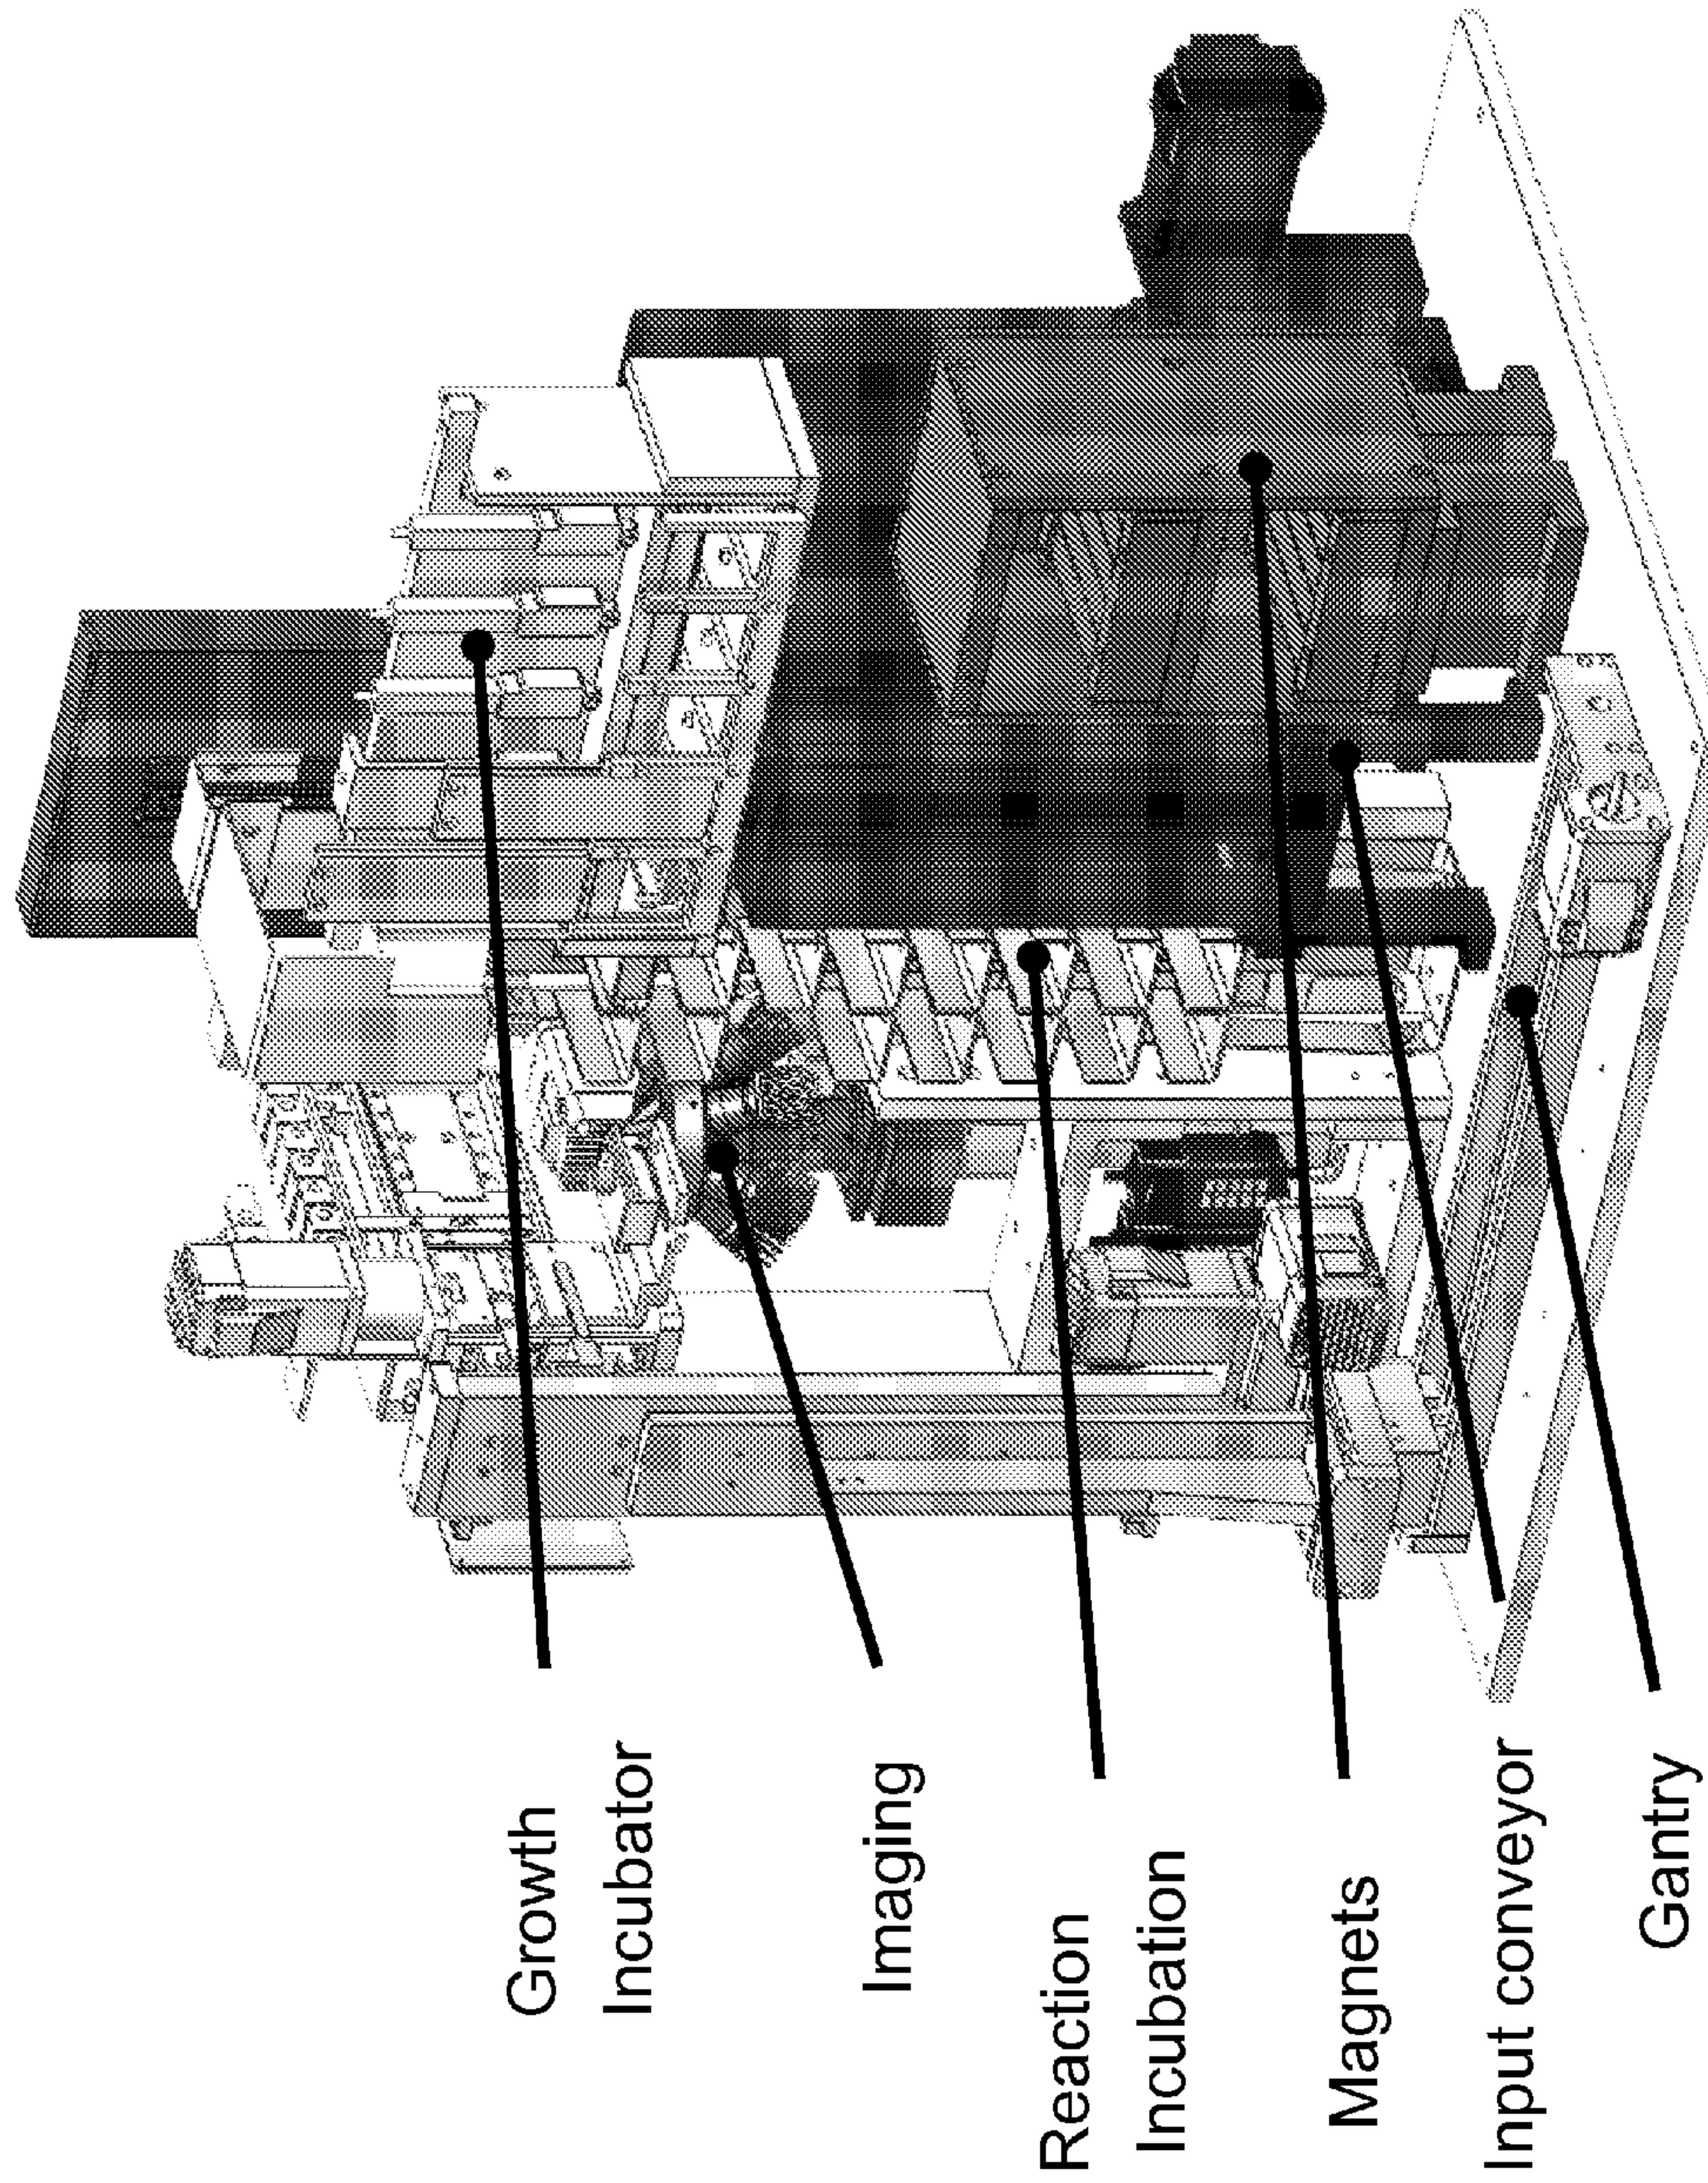 Growth
Incubator
Imaging
Reaction
Incubation
Magnets
Input conveyor
Gantry